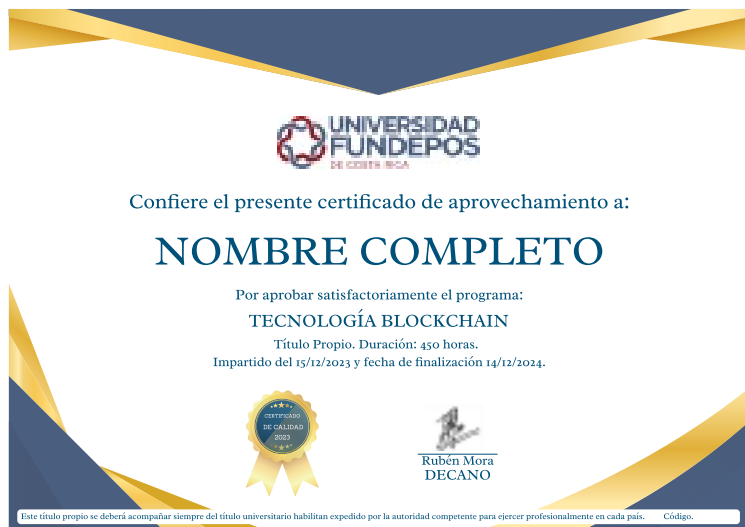 UNIVERSIDAD
FUNDEPOS
DE COSTA RICA
Confiere el presente certificado de aprovechamiento a:
NOMBRE COMPLETO
Por aprobar satisfactoriamente el programa:
TECNOLOGÍA BLOCKCHAIN
Título Propio. Duración: 450 horas.
Impartido del 15/12/2023 y fecha de finalización 14/12/2024.
CERTIFICADO
DE CALIDAD
2023
Rubén Mora
DECANO
Este título propio se deberá acompañar siempre del título universitario habilitan expedido por la autoridad competente para ejercer profesionalmente en cada país. Código.